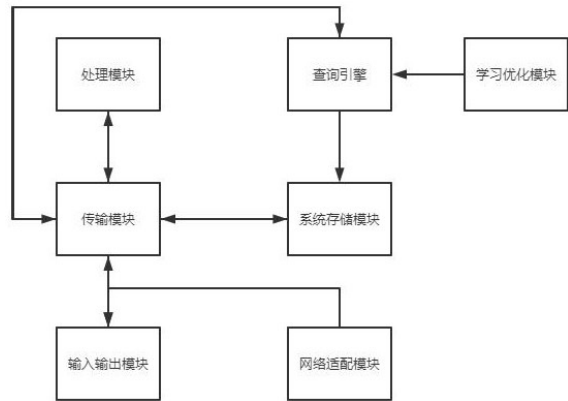 处理模块
查询引擎
学习优化模块
传输模块
系统存储模块
输入输出模块
网络适配模块